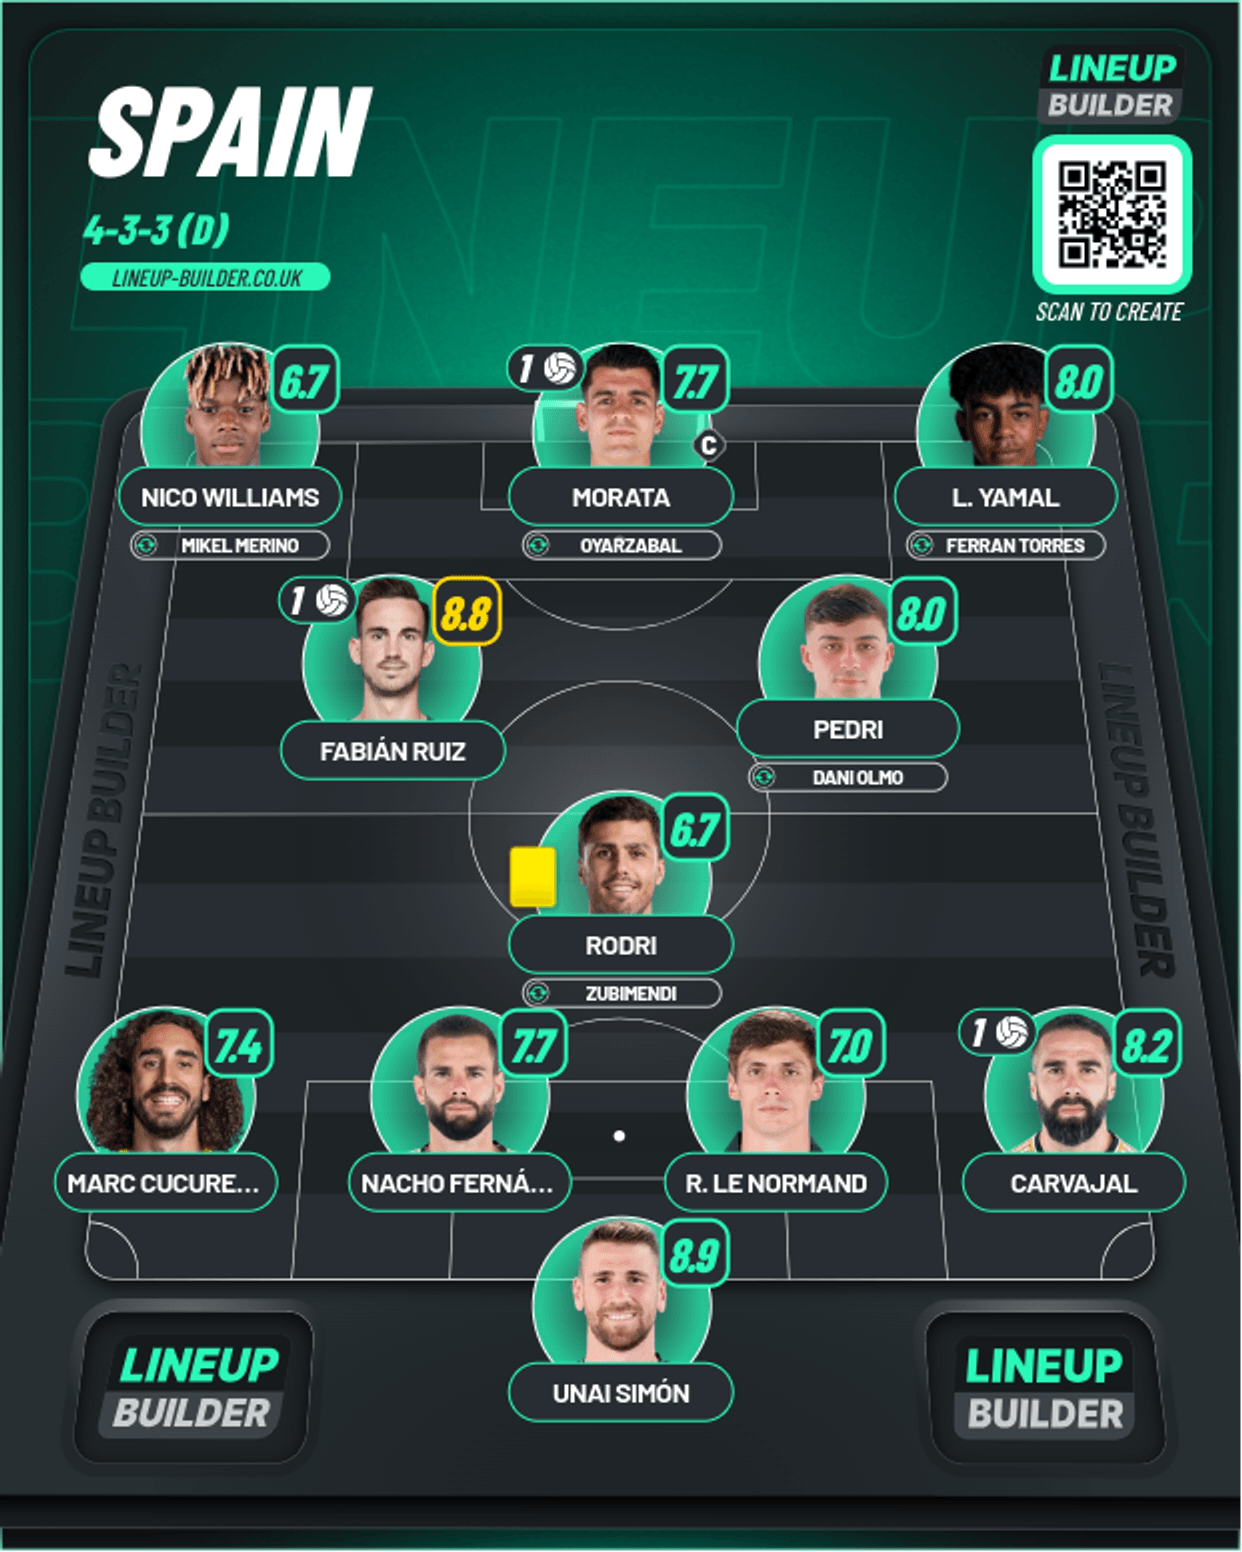 SPAIN
4-3-3 (D)
LINEUP-BUILDER.CO.UK
LINEUP
BUILDER
SCAN TO CREATE
6.7
1
7.7
8.0
C
NICO WILLIAMS
MORATA
L. YAMAL
MIKEL MERINO
OYARZABAL
FERRAN TORRES
1
8.8
8.0
FABIÁN RUIZ
PEDRI
DANI OLMO
LINEUP BUILDER
LINEUP BUILDER
6.7
RODRI
ZUBIMENDI
7.4
7.7
7.0
1
8.2
MARC CUCURE...
NACHO FERNÁ...
R. LE NORMAND
CARVAJAL
8.9
UNAI SIMÓN
LINEUP
BUILDER
LINEUP
BUILDER